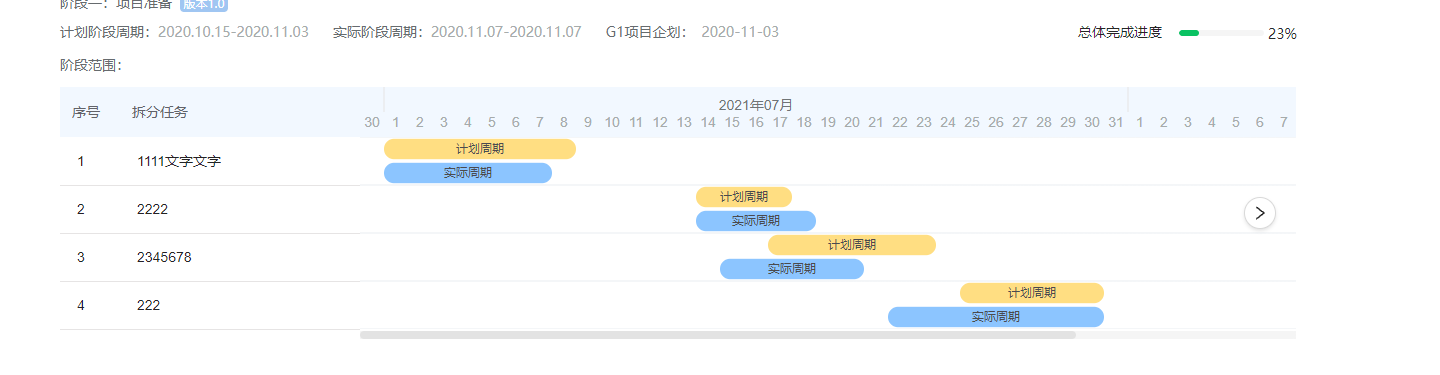 阶段一：项目准备 版本1.0
计划阶段周期：2020.10.15-2020.11.03 实际阶段周期：2020.11.07-2020.11.07 G1项目企划： 2020-11-03 总体完成进度 23%
阶段范围：
序号 拆分任务 2021年07月
30 1 2 3 4 5 6 7 8 9 10 11 12 13 14 15 16 17 18 19 20 21 22 23 24 25 26 27 28 29 30 31 1 2 3 4 5 6 7
计划周期
1 1111文字文字
实际周期
计划周期
2 2222
实际周期
计划周期
3 2345678
实际周期
计划周期
4 222
实际周期